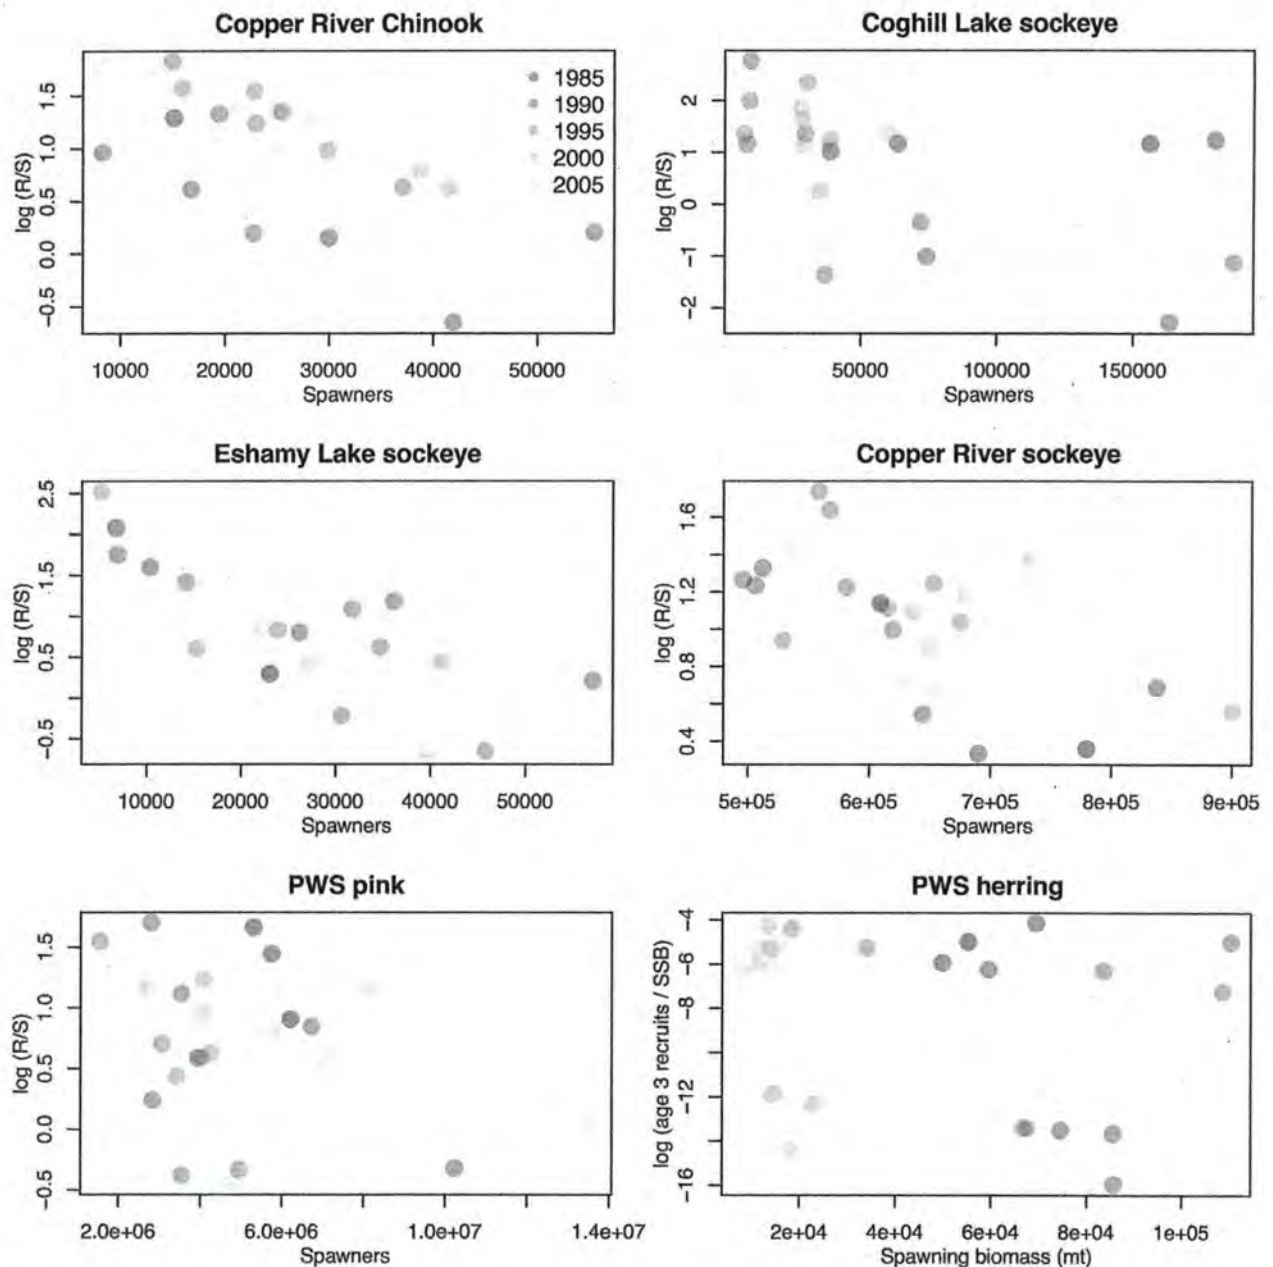 Copper River Chinook
log (R/S)
1.5
1.0
0.5
0.0
−0.5
1985
1990
1995
2000
2005
10000 20000 30000 40000 50000
Spawners
Coghill Lake sockeye
log (R/S)
2
1
0
−1
−2
50000 100000 150000
Spawners
Eshamy Lake sockeye
log (R/S)
2.5
1.5
0.5
−0.5
10000 20000 30000 40000 50000
Spawners
Copper River sockeye
log (R/S)
1.6
1.2
0.8
0.4
5e+05 6e+05 7e+05 8e+05 9e+05
Spawners
PWS pink
log (R/S)
1.5
1.0
0.5
0.0
−0.5
2.0e+06 6.0e+06 1.0e+07 1.4e+07
Spawners
PWS herring
log (age 3 recruits / SSB)
−4
−6
−8
−12
−16
2e+04 4e+04 6e+04 8e+04 1e+05
Spawning biomass (mt)